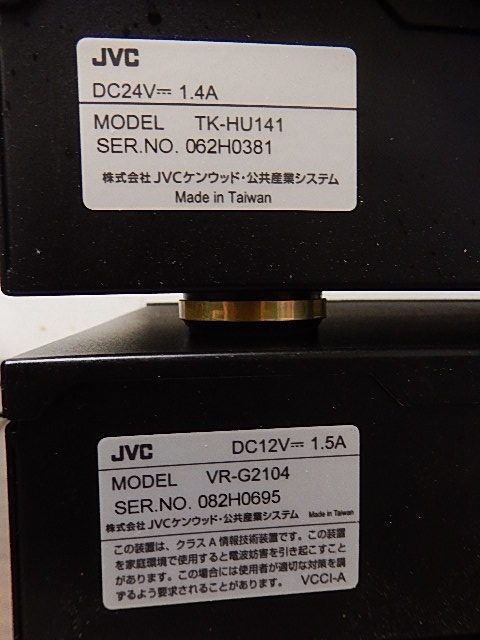 JVC
DC24V⎓ 1.4A
MODEL TK-HU141
SER.NO. 062H0381
株式会社 JVCケンウッド・公共産業システム
Made in Taiwan
JVC DC12V⎓ 1.5A
MODEL VR-G2104
SER.NO. 082H0695
株式会社 JVCケンウッド・公共産業システム Made in Taiwan
この装置は、クラスA情報技術装置です。この装置
を家庭環境で使用すると電波妨害を引き起こすこと
があります。この場合には使用者が適切な対策を講
ずるよう要求されることがあります。 VCCI-A